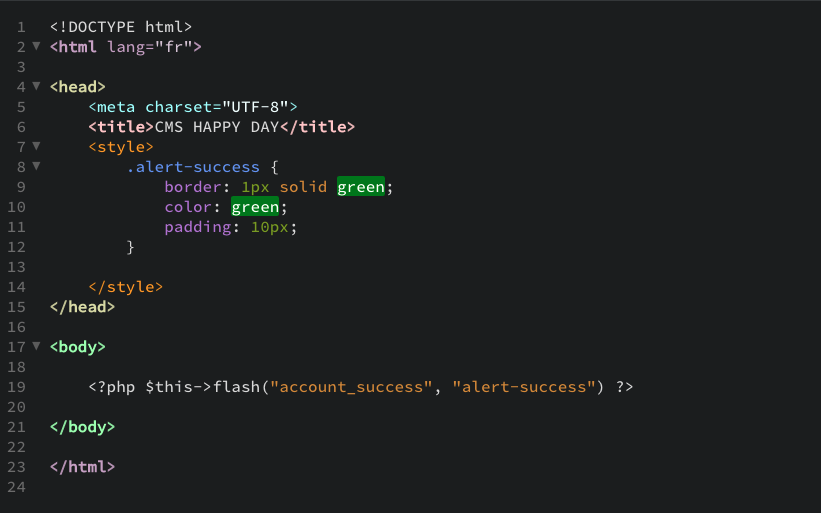 1 <!DOCTYPE html>
2 <html lang="fr">
3
4 <head>
5     <meta charset="UTF-8">
6     <title>CMS HAPPY DAY</title>
7     <style>
8         .alert-success {
9             border: 1px solid green;
10             color: green;
11             padding: 10px;
12         }
13
14     </style>
15 </head>
16
17 <body>
18
19     <?php $this->flash("account_success", "alert-success") ?>
20
21 </body>
22
23 </html>
24